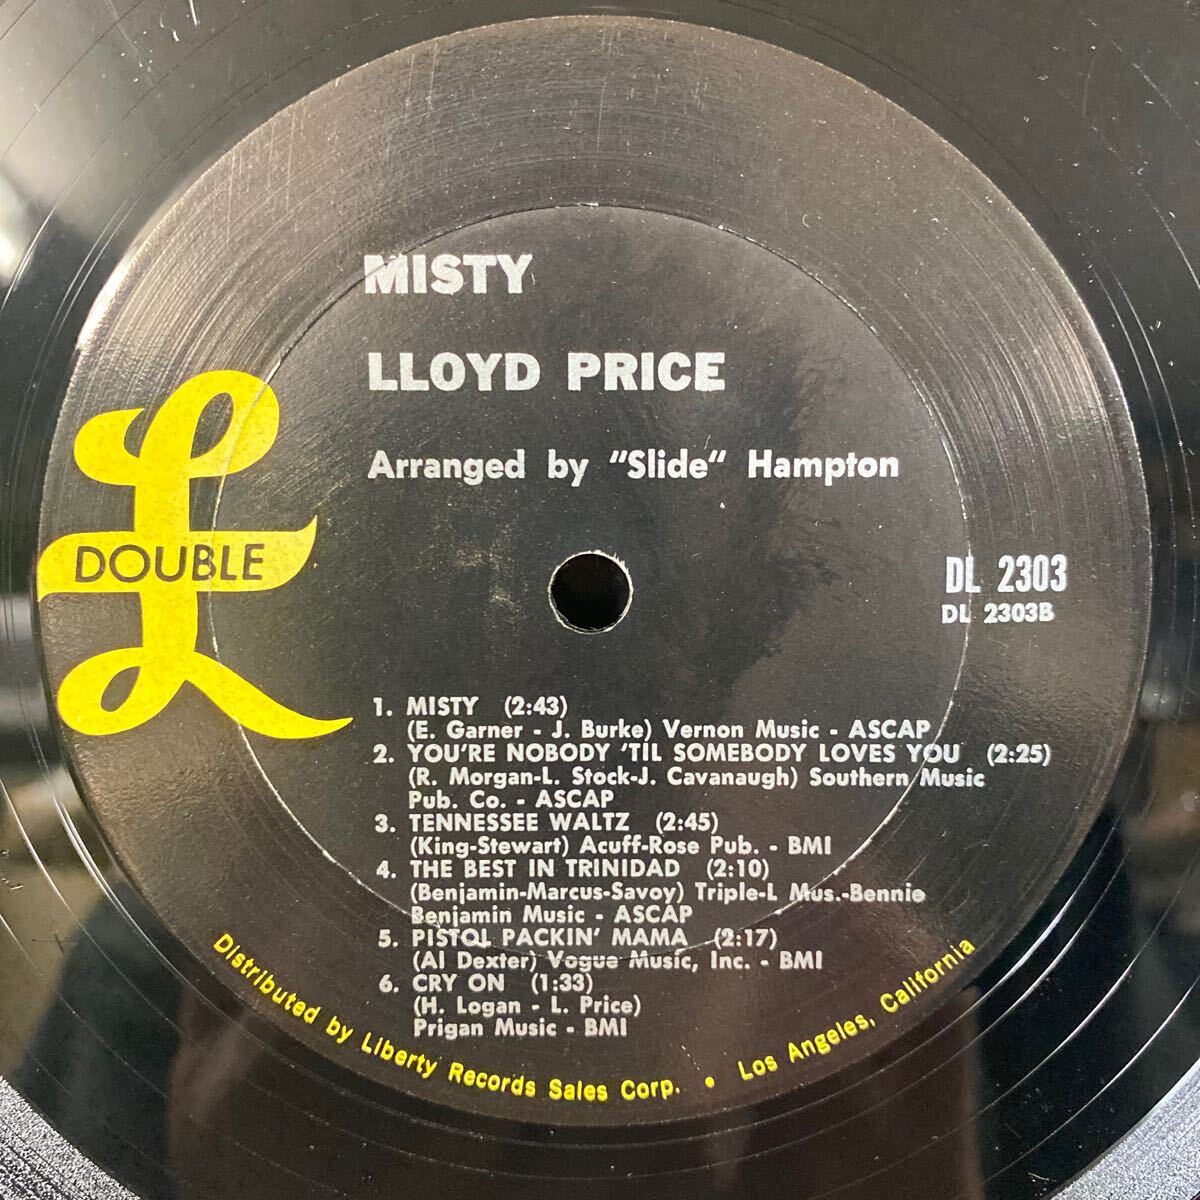 MISTY
LLOYD PRICE
Arranged by "Slide" Hampton
DOUBLE L
DL 2303
DL 2303B
1. MISTY (2:43)
(E. Garner - J. Burke) Vernon Music - ASCAP
2. YOU'RE NOBODY 'TIL SOMEBODY LOVES YOU (2:25)
(R. Morgan-L. Stock-J. Cavanaugh) Southern Music
Pub. Co. - ASCAP
3. TENNESSEE WALTZ (2:45)
(King-Stewart) Acuff-Rose Pub. - BMI
4. THE BEST IN TRINIDAD (2:10)
(Benjamin-Marcus-Savoy) Triple-L Mus.-Bennie
Benjamin Music - ASCAP
5. PISTOL PACKIN' MAMA (2:17)
(Al Dexter) Vogue Music, Inc. - BMI
6. CRY ON (1:33)
(H. Logan - L. Price)
Prigan Music - BMI
Distributed by Liberty Records Sales Corp. • Los Angeles, California